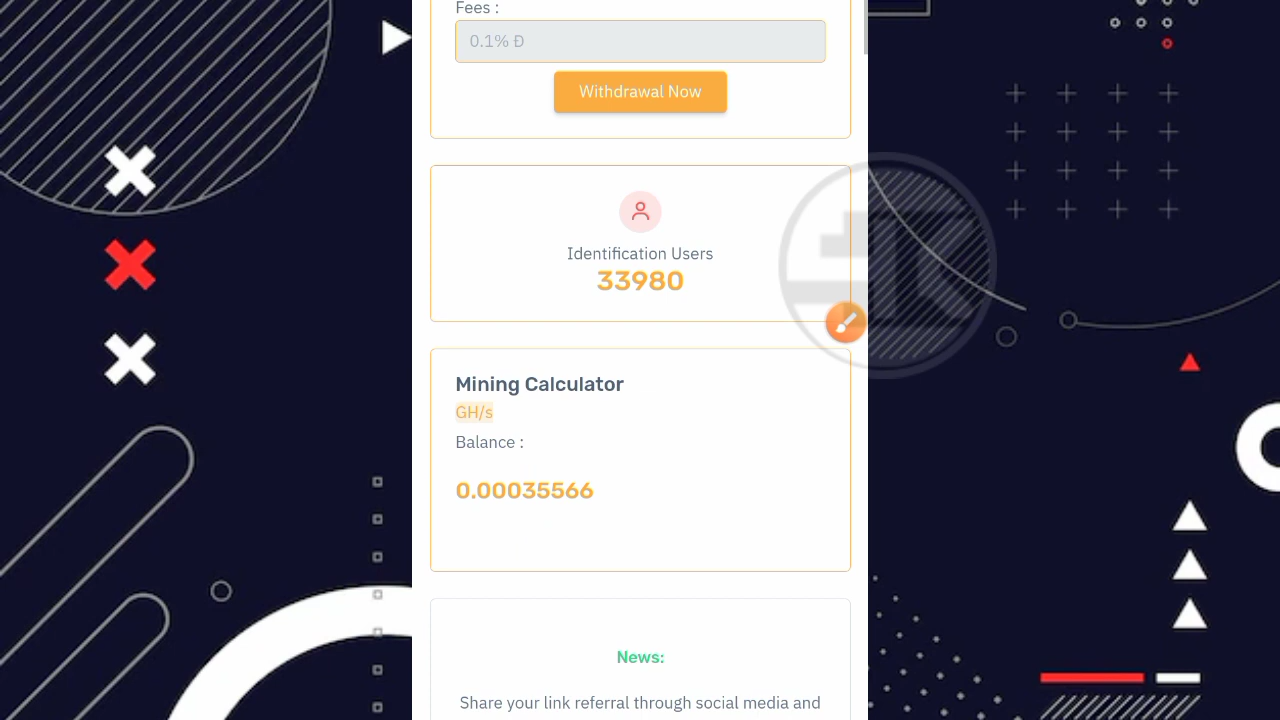 Fees :
0.1% Đ
Withdrawal Now
Identification Users
33980
Mining Calculator
GH/s
Balance :
0.00035566
News:
Share your link referral through social media and